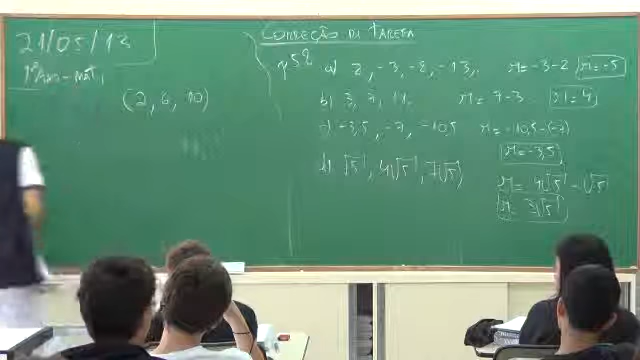 21/05/13
1º Ano - Mat 1
(2, 6, 10)
CORREÇÃO DA TAREFA
p52 a) 2, -3, -8, -13, r = -3-2 r = -5
b) 3, 7, 11. r = 7-3 r = 4
c) -3,5, -7, -10,5 r = -10,5-(-7)
r = -3,5
d) √5, 4√5, 7√5) r = 4√5 - √5
r = 3√5